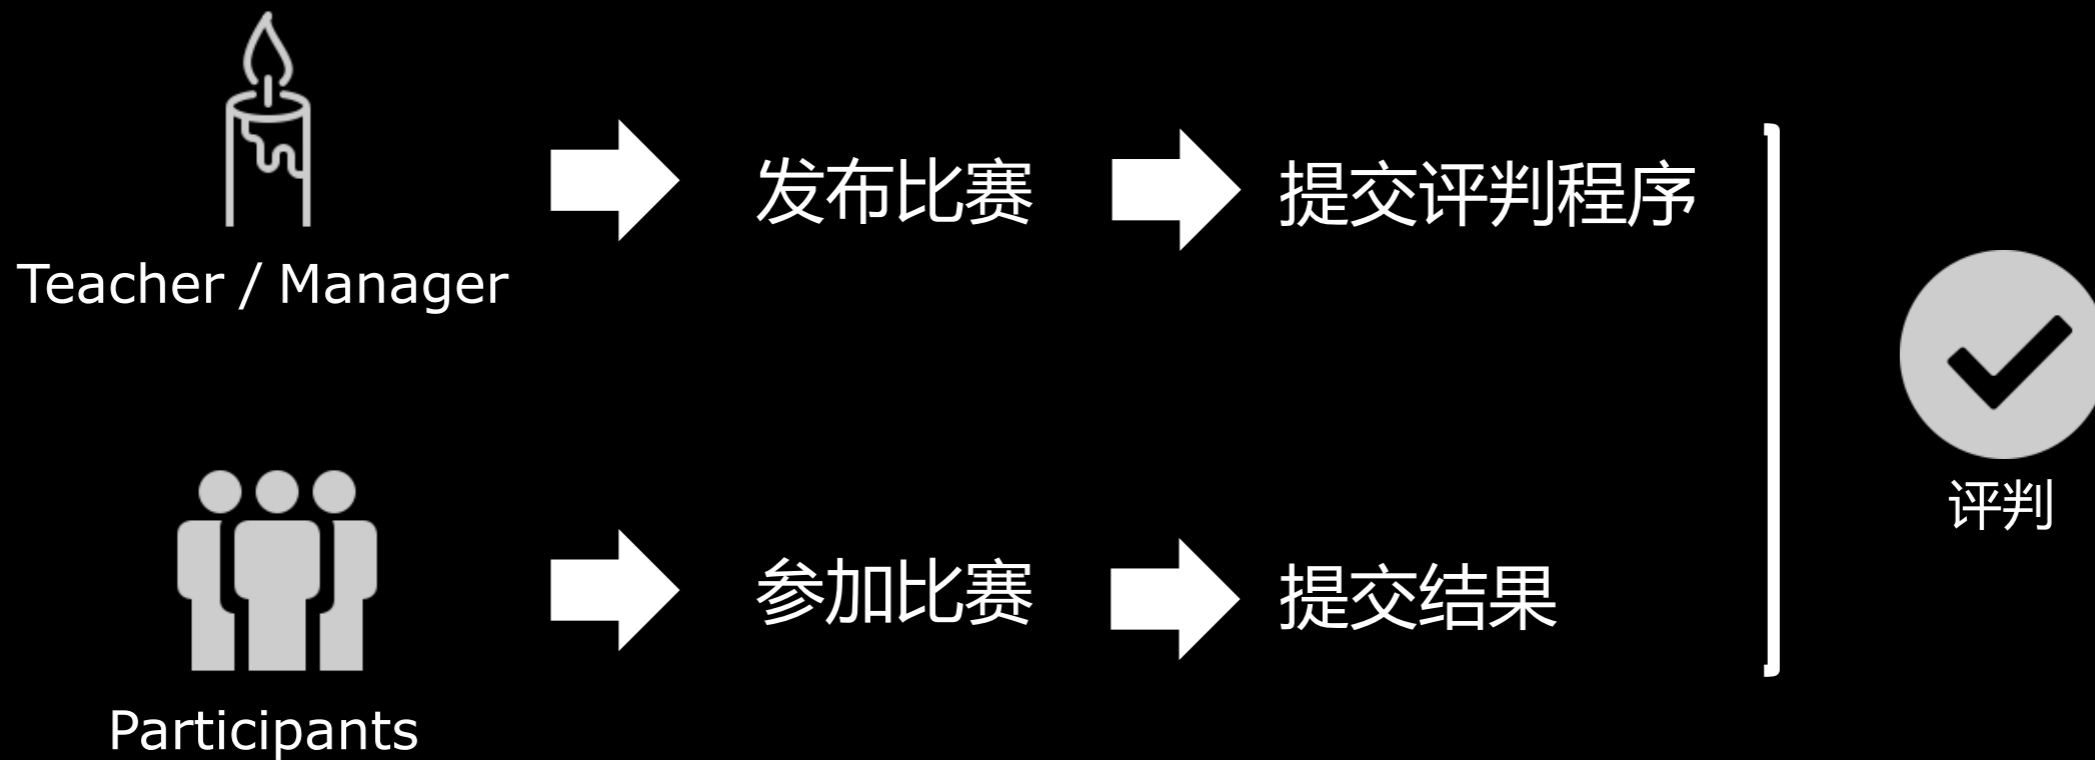 发布比赛
提交评判程序
Teacher / Manager
评判
参加比赛
提交结果
Participants